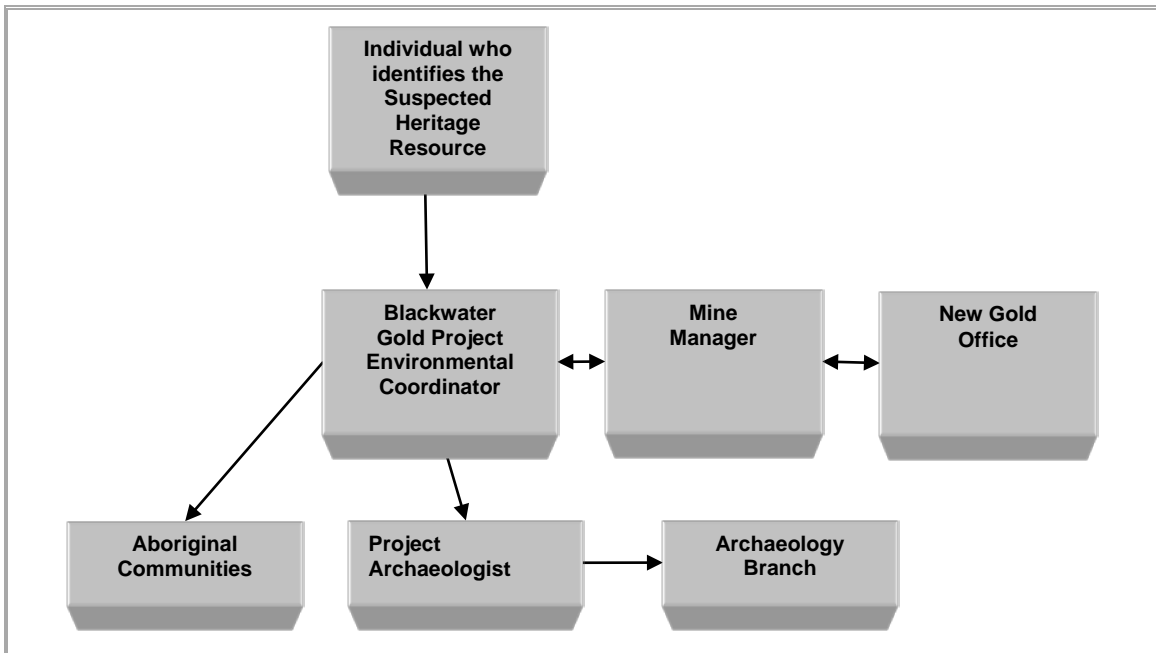 Individual who
identifies the
Suspected
Heritage
Resource
Blackwater
Gold Project
Environmental
Coordinator
Mine
Manager
New Gold
Office
Aboriginal
Communities
Project
Archaeologist
Archaeology
Branch